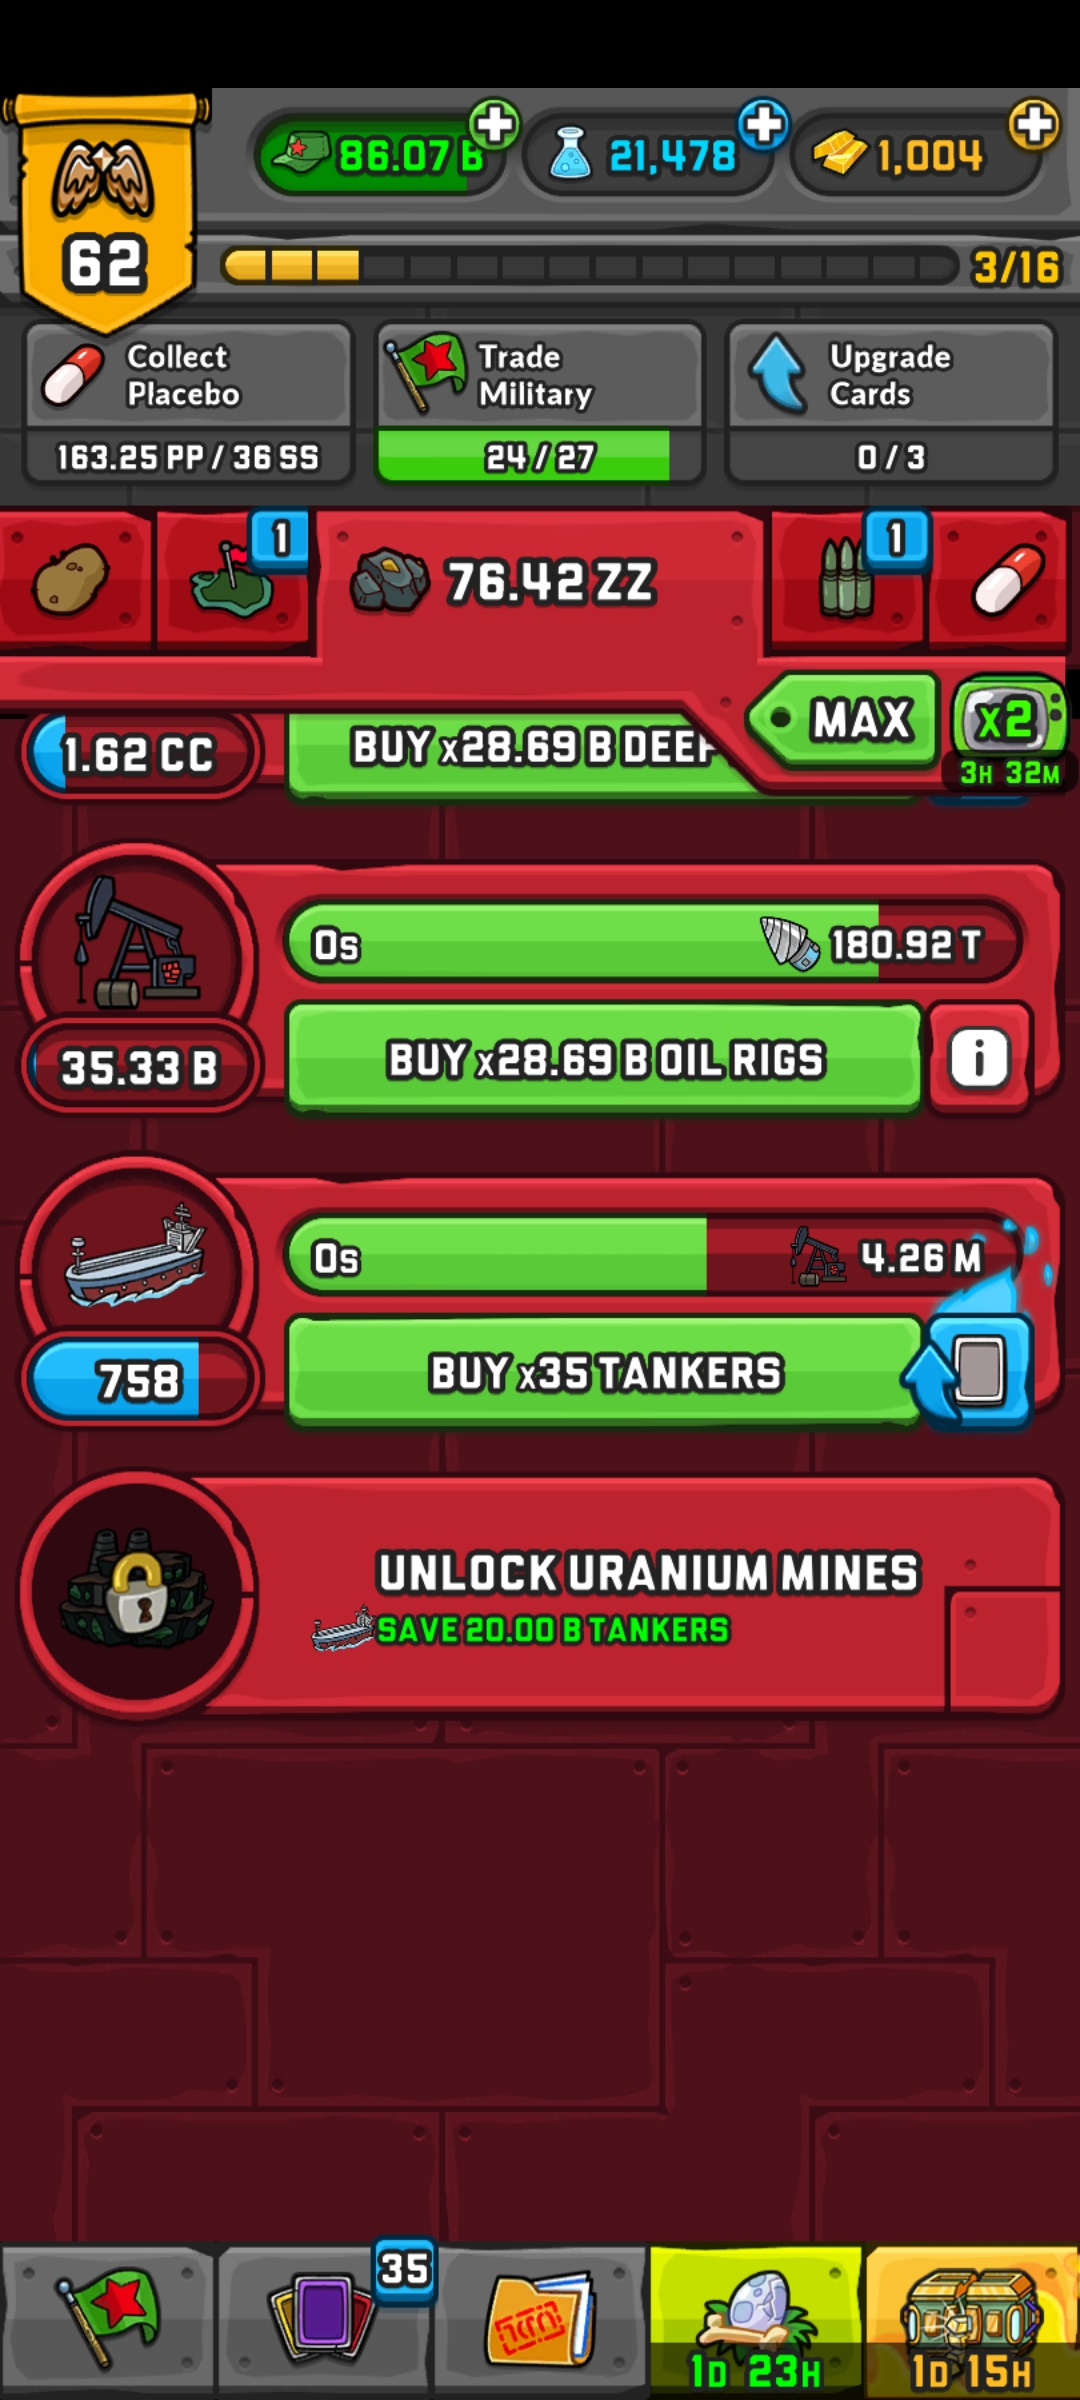 86.07 B
21,478
1,004
62
3/16
Collect
Placebo
Trade
Military
Upgrade
Cards
163.25 PP / 36 SS
24 / 27
0 / 3
1
76.42 ZZ
1
MAX
x2
3H 32M
1.62 CC
BUY x28.69 B DEEP
0s
180.92 T
35.33 B
BUY x28.69 B OIL RIGS
i
0s
4.26 M
758
BUY x35 TANKERS
UNLOCK URANIUM MINES
SAVE 20.00 B TANKERS
35
1D 23H
1D 15H